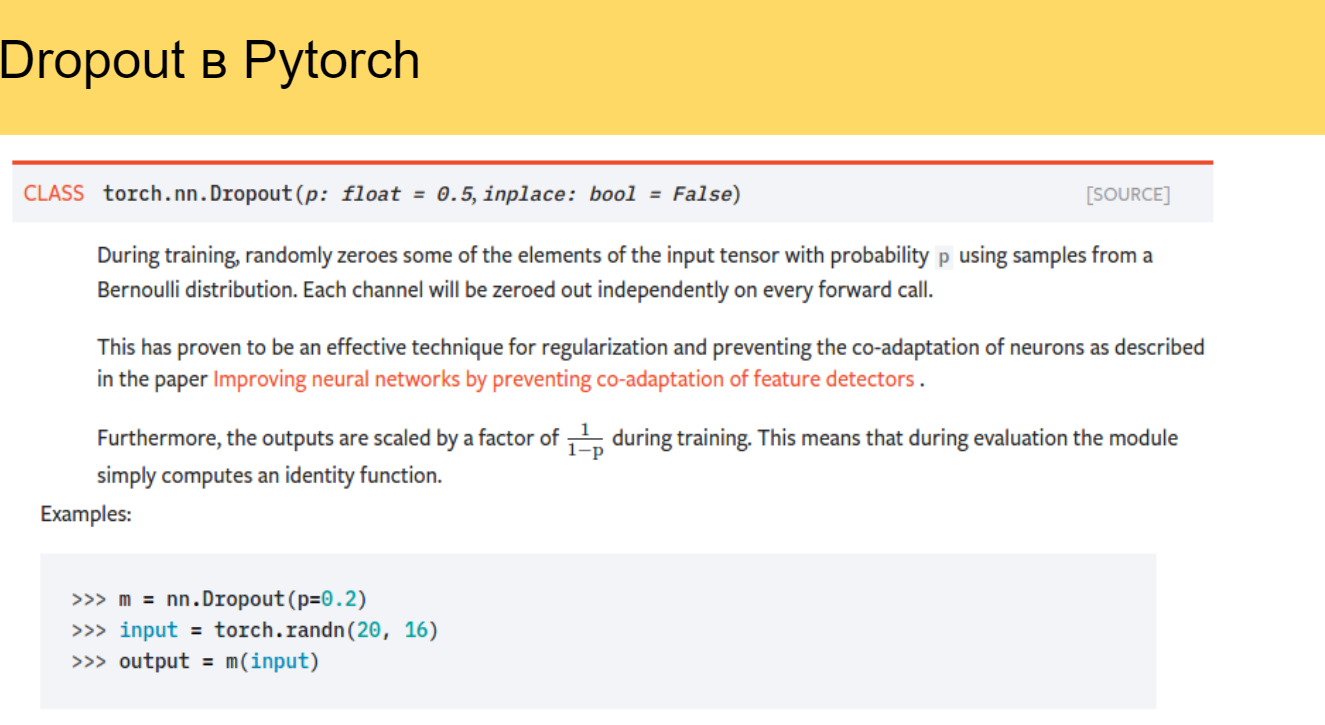 Dropout в Pytorch
CLASS torch.nn.Dropout(p: float = 0.5, inplace: bool = False) [SOURCE]
During training, randomly zeroes some of the elements of the input tensor with probability p using samples from a
Bernoulli distribution. Each channel will be zeroed out independently on every forward call.
This has proven to be an effective technique for regularization and preventing the co-adaptation of neurons as described
in the paper Improving neural networks by preventing co-adaptation of feature detectors .
Furthermore, the outputs are scaled by a factor of 1/(1−p) during training. This means that during evaluation the module
simply computes an identity function.
Examples:
>>> m = nn.Dropout(p=0.2)
>>> input = torch.randn(20, 16)
>>> output = m(input)